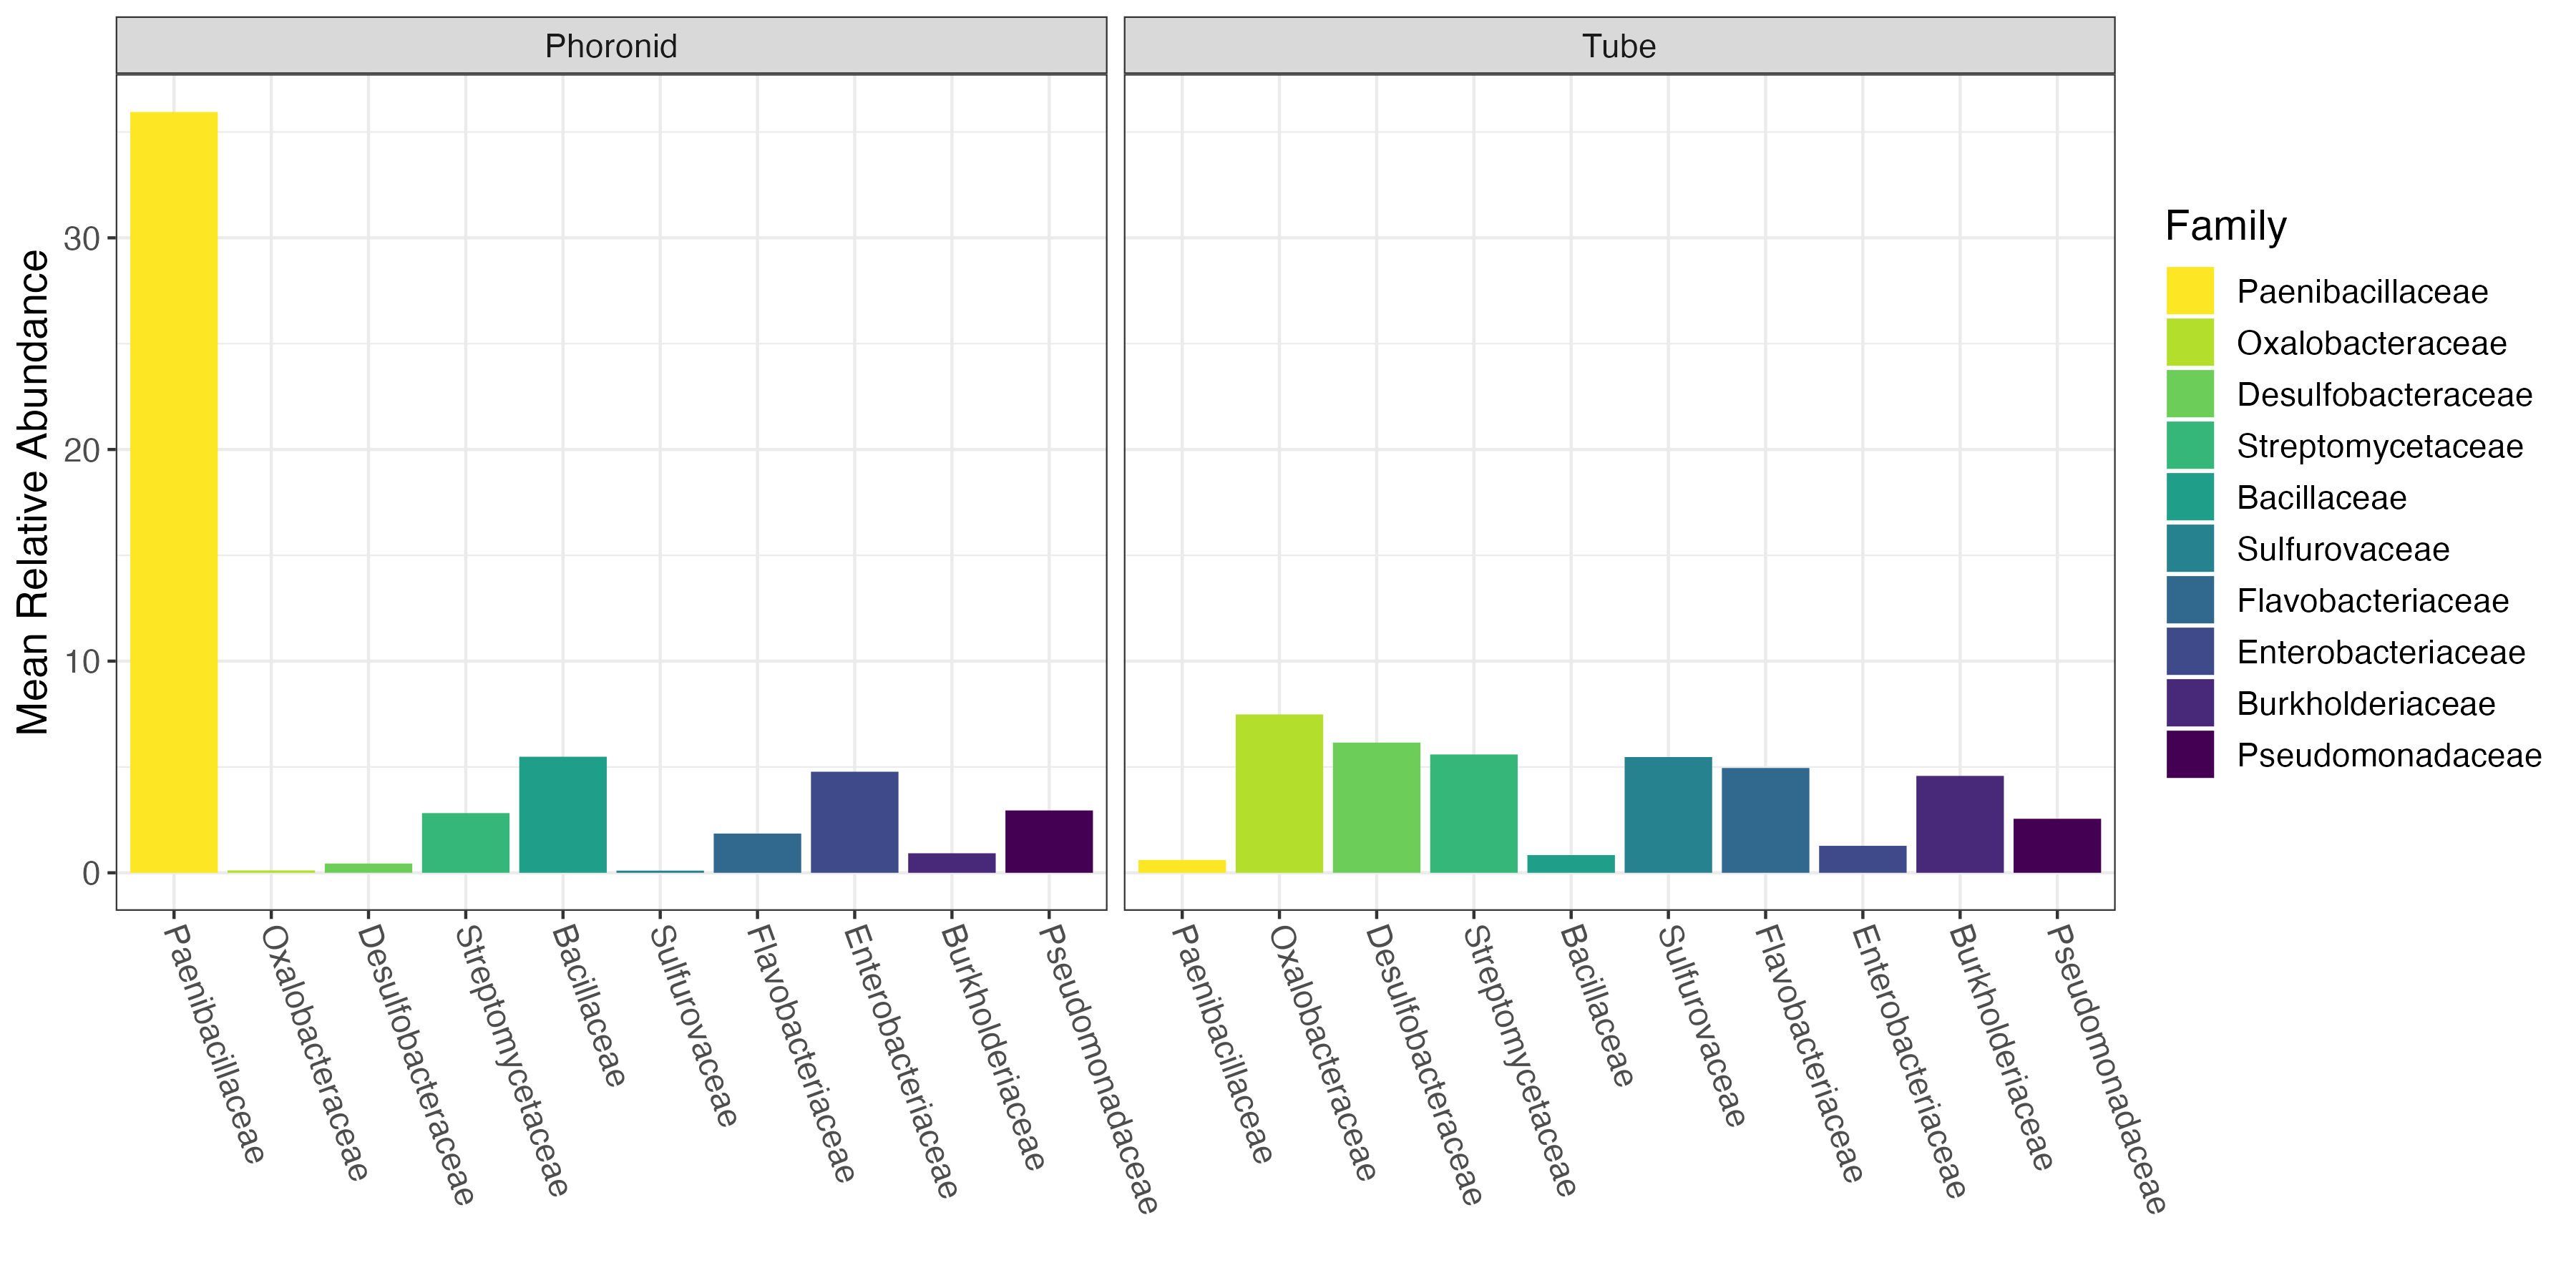 Phoronid
Tube
Mean Relative Abundance
30
20
10
0
Paenibacillaceae
Oxalobacteraceae
Desulfobacteraceae
Streptomycetaceae
Bacillaceae
Sulfurovaceae
Flavobacteriaceae
Enterobacteriaceae
Burkholderiaceae
Pseudomonadaceae
Paenibacillaceae
Oxalobacteraceae
Desulfobacteraceae
Streptomycetaceae
Bacillaceae
Sulfurovaceae
Flavobacteriaceae
Enterobacteriaceae
Burkholderiaceae
Pseudomonadaceae
Family
Paenibacillaceae
Oxalobacteraceae
Desulfobacteraceae
Streptomycetaceae
Bacillaceae
Sulfurovaceae
Flavobacteriaceae
Enterobacteriaceae
Burkholderiaceae
Pseudomonadaceae